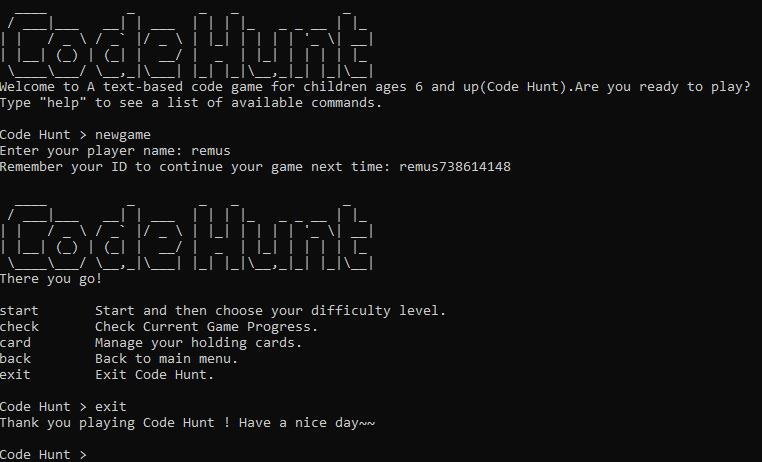 Code Hunt
Welcome to A text-based code game for children ages 6 and up(Code Hunt).Are you ready to play?
Type "help" to see a list of available commands.
Code Hunt > newgame
Enter your player name: remus
Remember your ID to continue your game next time: remus738614148
Code Hunt
There you go!
start Start and then choose your difficulty level.
check Check Current Game Progress.
card Manage your holding cards.
back Back to main menu.
exit Exit Code Hunt.
Code Hunt > exit
Thank you playing Code Hunt ! Have a nice day~~
Code Hunt >